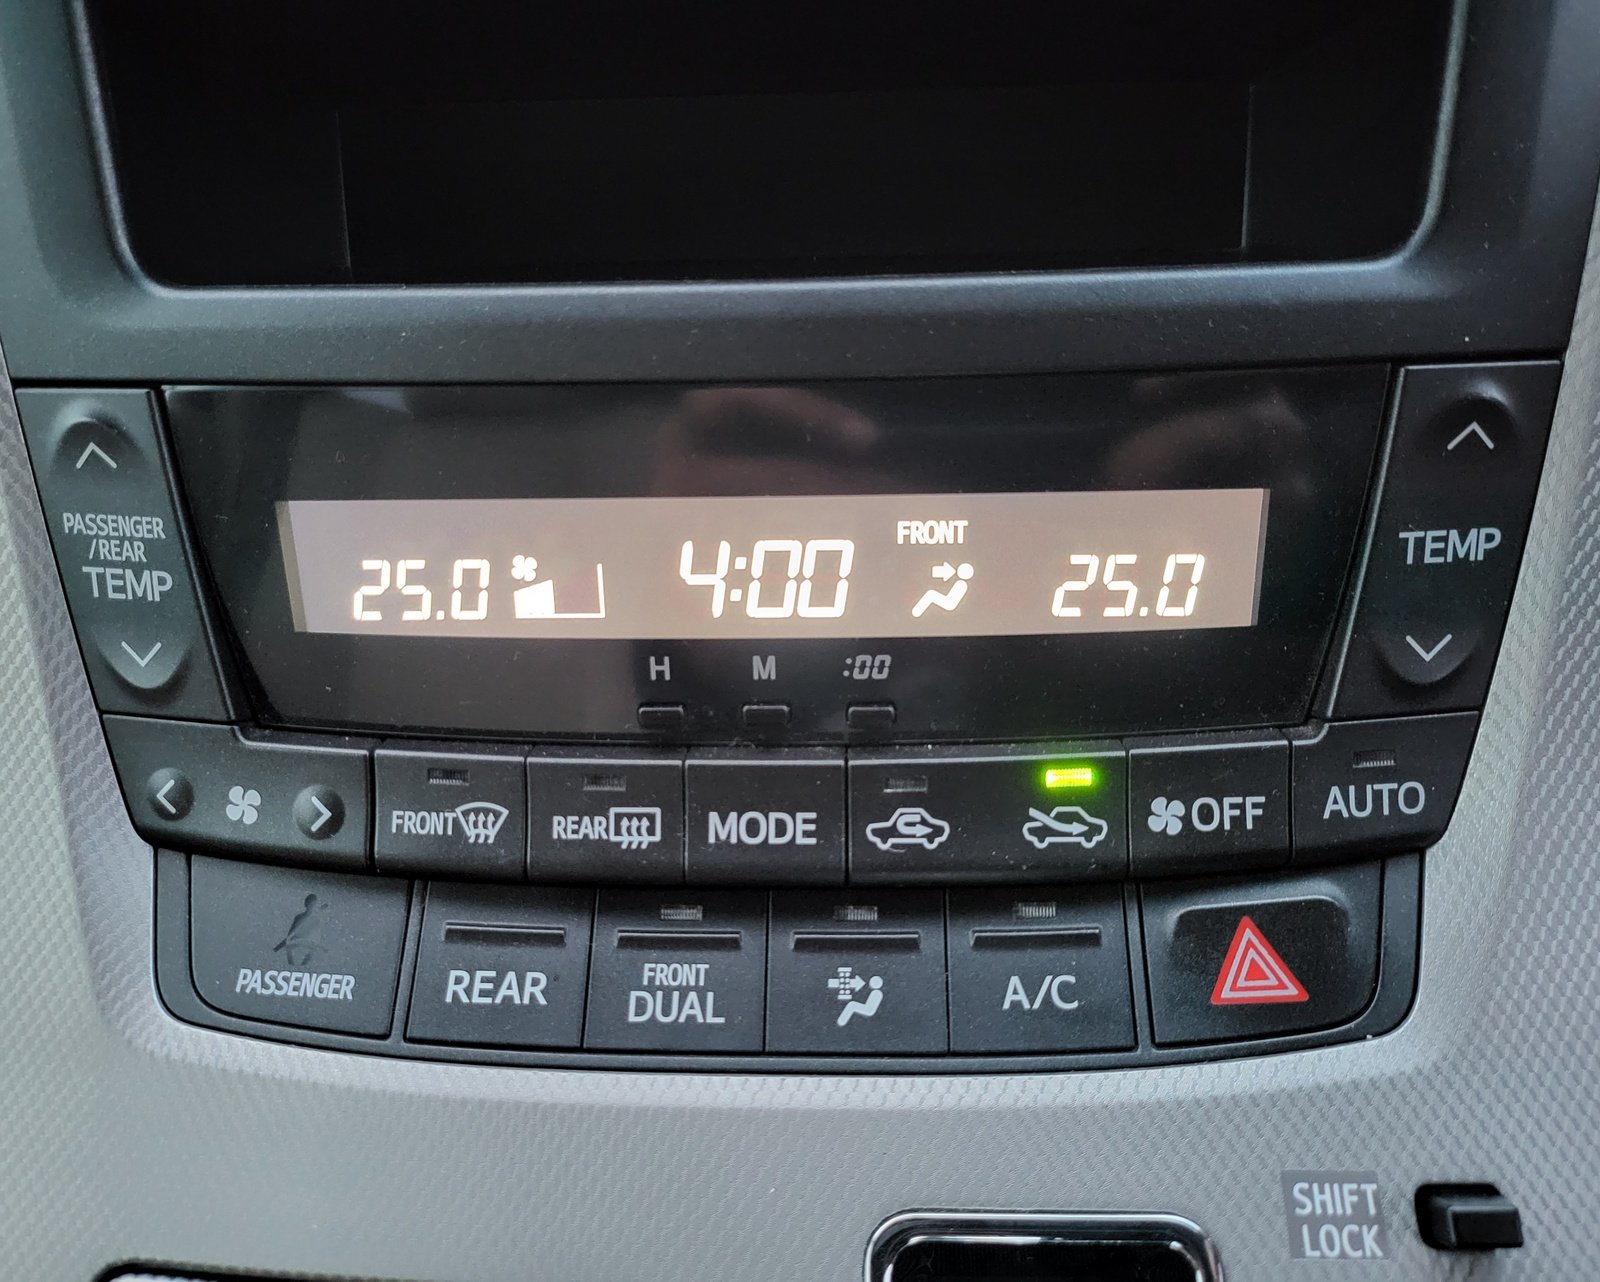 FRONT
25.0 4:00 25.0
H M :00
PASSENGER
/REAR
TEMP
TEMP
FRONT REAR MODE OFF AUTO
PASSENGER REAR FRONT
DUAL A/C
SHIFT
LOCK